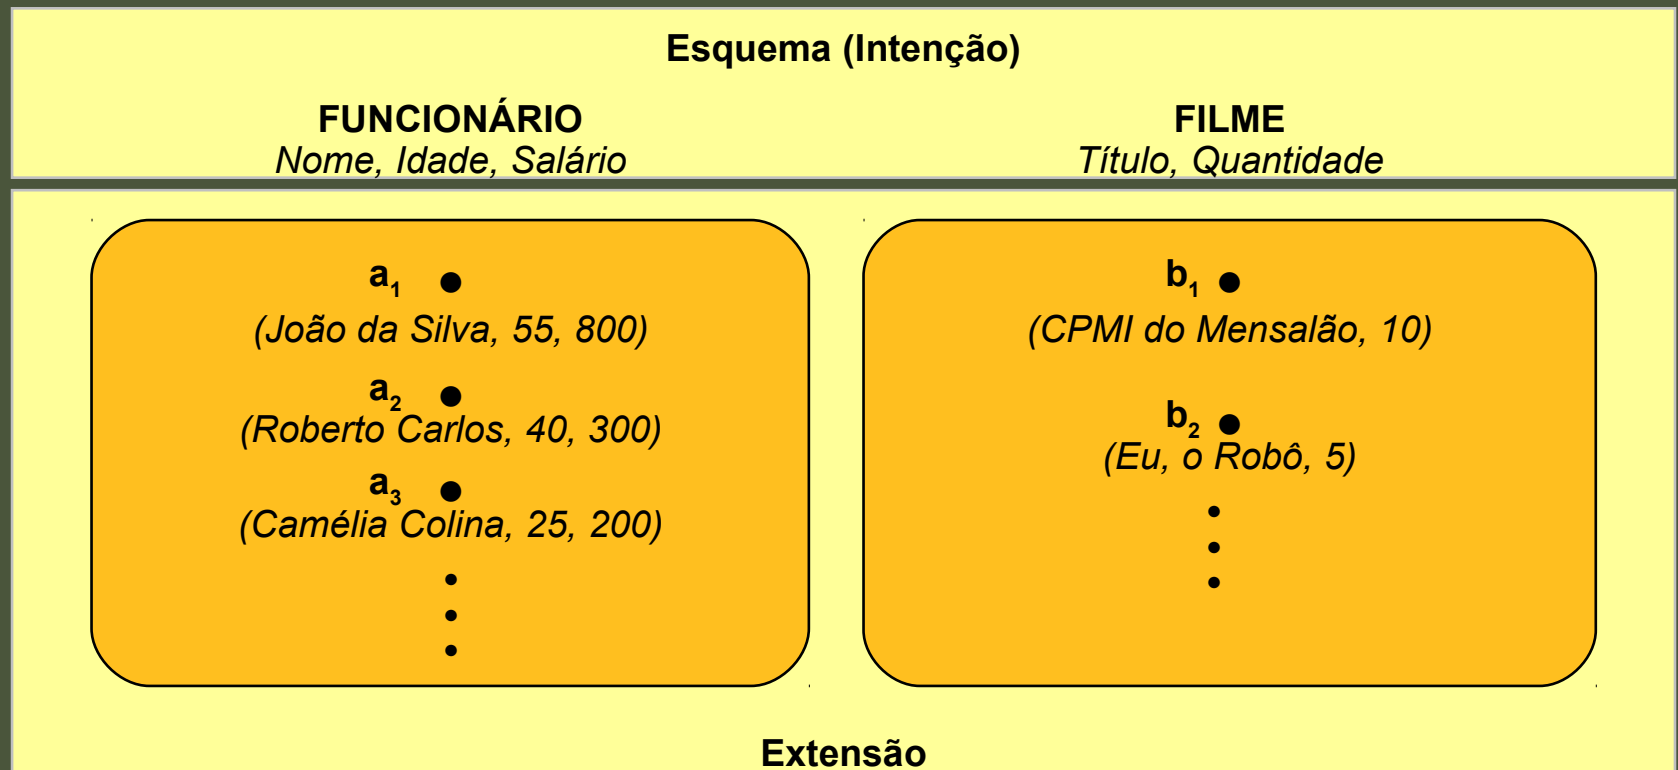 Esquema (Intenção)
FUNCIONÁRIO
Nome, Idade, Salário
FILME
Título, Quantidade
a1
(João da Silva, 55, 800)
a2
(Roberto Carlos, 40, 300)
a3
(Camélia Colina, 25, 200)
b1
(CPMI do Mensalão, 10)
b2
(Eu, o Robô, 5)
Extensão